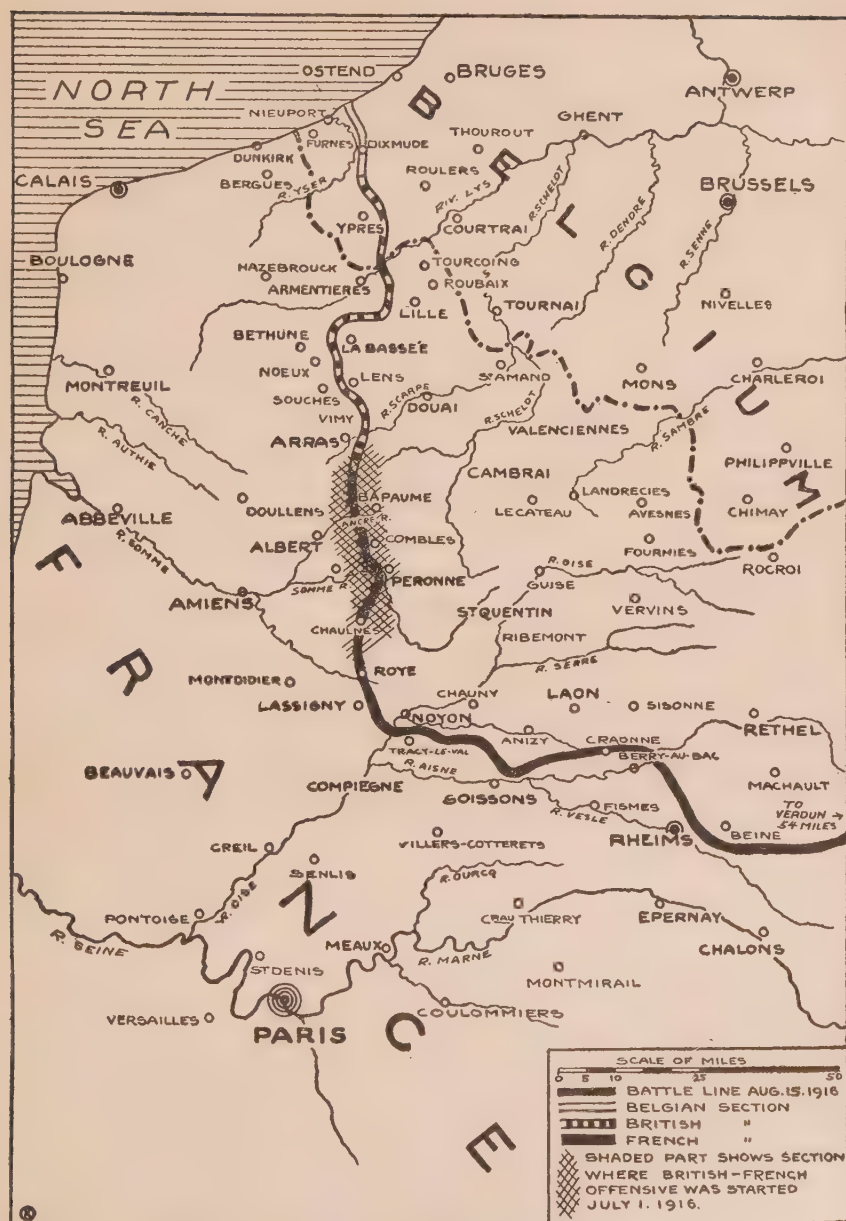 NORTH
SEA
OSTEND
BRUGES
ANTWERP
NIEUPORT
FURNES
DIXMUDE
THOUROUT
GHENT
DUNKIRK
BERGUES
R. YSER
ROULERS
RIV. LYS
R. SCHELDT
R. DENDRE
BRUSSELS
CALAIS
YPRES
COURTRAI
R. SENNE
BOULOGNE
HAZEBROUCK
ARMENTIERES
TOURCOING
ROUBAIX
LILLE
TOURNAI
NIVELLES
BETHUNE
LA BASSÉE
NOEUX
LENS
ST AMAND
MONS
CHARLEROI
MONTREUIL
R. CANCHE
SOUCHES
VIMY
R. SCARPE
DOUAI
R. SCHELDT
VALENCIENNES
R. SAMBRE
R. AUTHIE
ARRAS
CAMBRAI
PHILIPPVILLE
ABBEVILLE
DOULLENS
BAPAUME
LECATEAU
LANDRECIES
AVESNES
CHIMAY
R. SOMME
ALBERT
ANCRE R.
COMBLES
FOURNIES
ROCROI
AMIENS
SOMME R.
PERONNE
R. OISE
GUISE
ST QUENTIN
VERVINS
CHAULNES
RIBEMONT
R. SERRE
MONTDIDIER
ROYE
LASSIGNY
CHAUNY
LAON
SISONNE
NOYON
ANIZY
CRAONNE
RETHEL
TRACY-LE-VAL
BERRY-AU-BAC
BEAUVAIS
R. AISNE
COMPIEGNE
SOISSONS
MACHAULT
R. VESLE
FISMES
TO
VERDUN →
54 MILES
RHEIMS
BEINE
CREIL
SENLIS
VILLERS-COTTERETS
R. OISE
R. OURCQ
PONTOISE
R. SEINE
CHAU THIERRY
EPERNAY
CHALONS
MEAUX
R. MARNE
ST DENIS
MONTMIRAIL
VERSAILLES
PARIS
COULOMMIERS
BELGIUM
FRANCE
SCALE OF MILES
0 5 10 25 50
BATTLE LINE AUG. 15. 1916
BELGIAN SECTION
BRITISH "
FRENCH "
SHADED PART SHOWS SECTION
WHERE BRITISH-FRENCH
OFFENSIVE WAS STARTED
JULY 1. 1916.